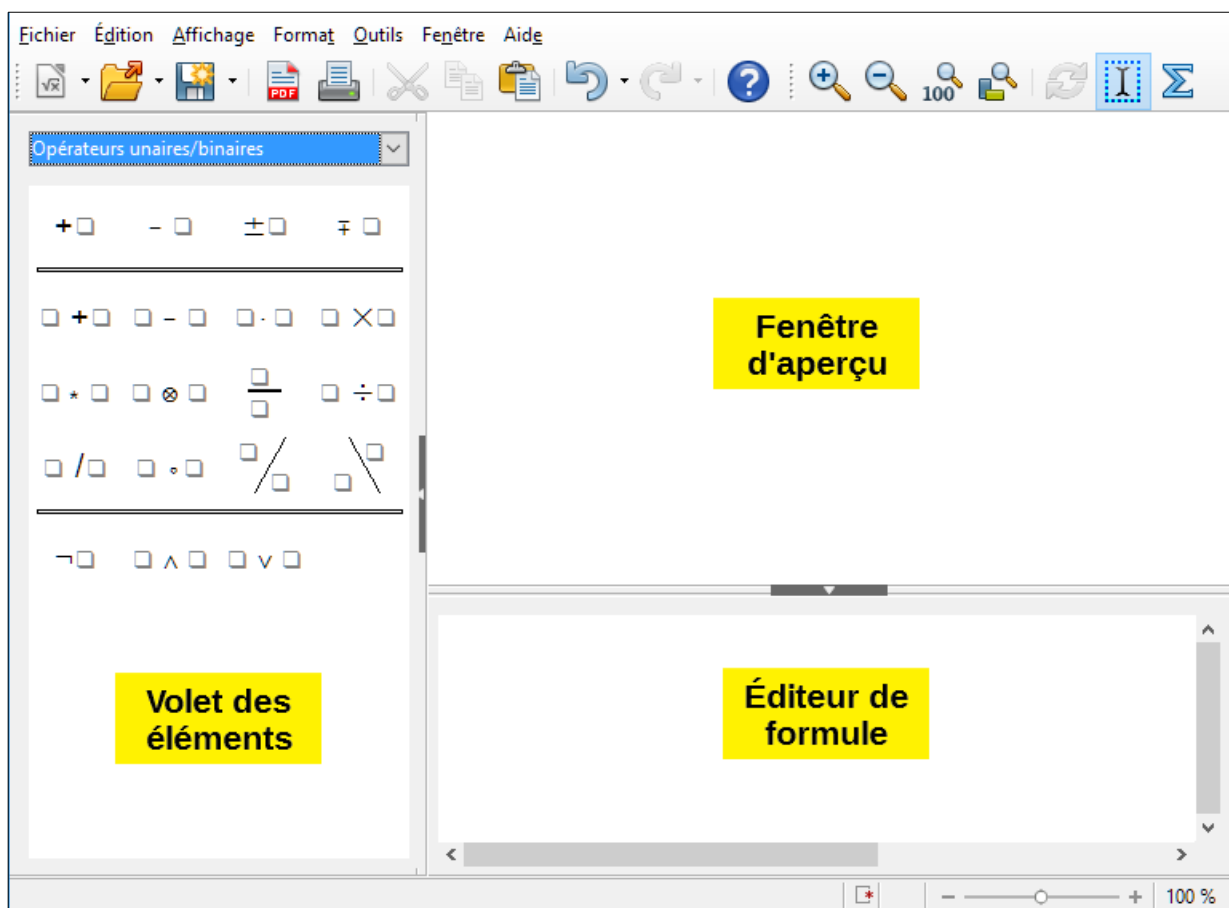 Fichier Édition Affichage Format Outils Fenêtre Aide
PDF
100
Opérateurs unaires/binaires
+□ -□ ±□ ∓□
□+□ □-□ □·□ □×□
□*□ □⊗□ □/□ □÷□
□/□ □∘□ □/□ □\□
¬□ □∧□ □∨□
Fenêtre
d'aperçu
Volet des
éléments
Éditeur de
formule
100 %